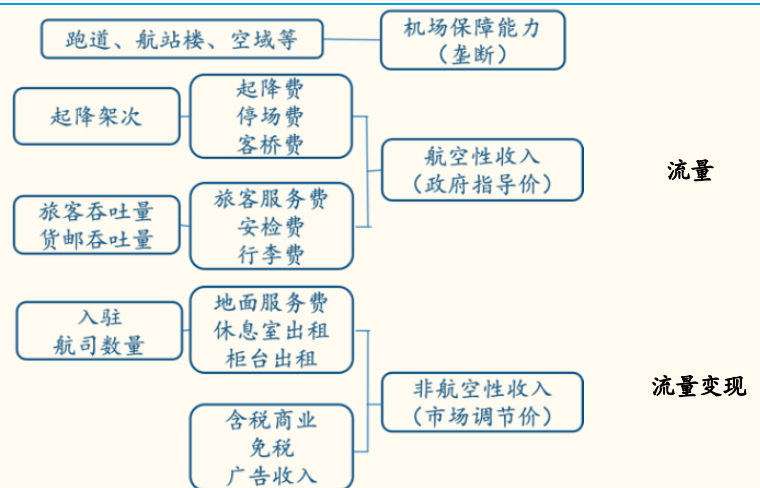 跑道、航站楼、空域等
机场保障能力
（垄断）
起降架次
起降费
停场费
客桥费
航空性收入
（政府指导价）
流量
旅客吞吐量
货邮吞吐量
旅客服务费
安检费
行李费
入驻
航司数量
地面服务费
休息室出租
柜台出租
非航空性收入
（市场调节价）
流量变现
含税商业
免税
广告收入